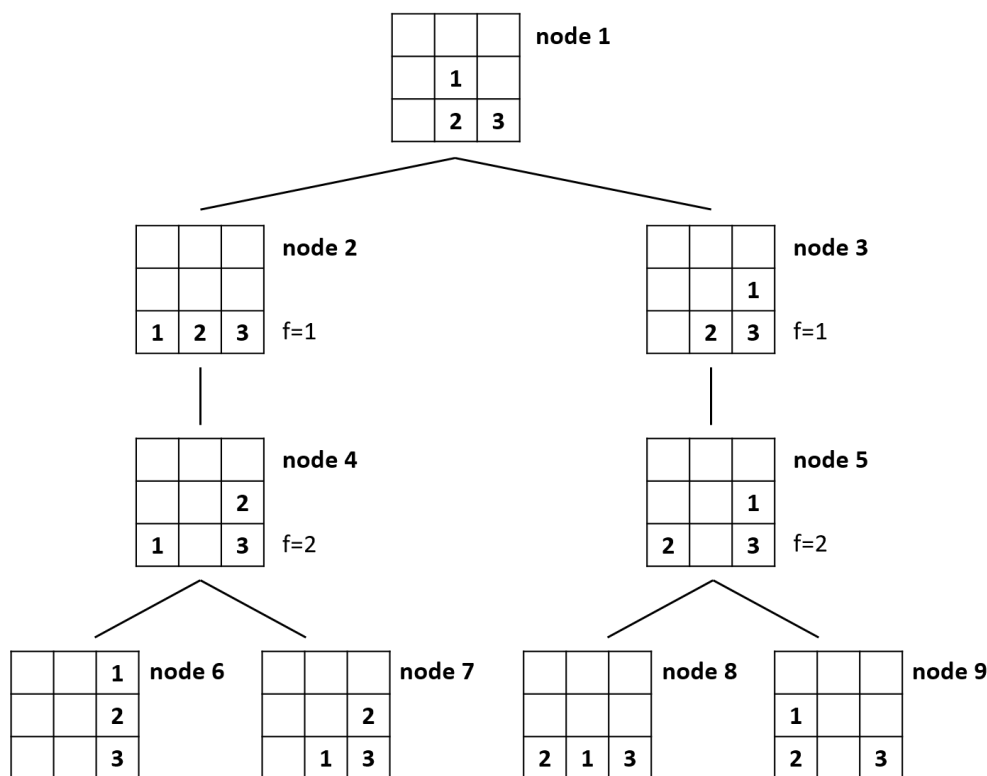 node 1
1
2 3
node 2
1 2 3 f=1
node 3
1
2 3 f=1
node 4
2
1 3 f=2
node 5
1
2 3 f=2
1 node 6
2
3
node 7
2
1 3
node 8
2 1 3
node 9
1
2 3